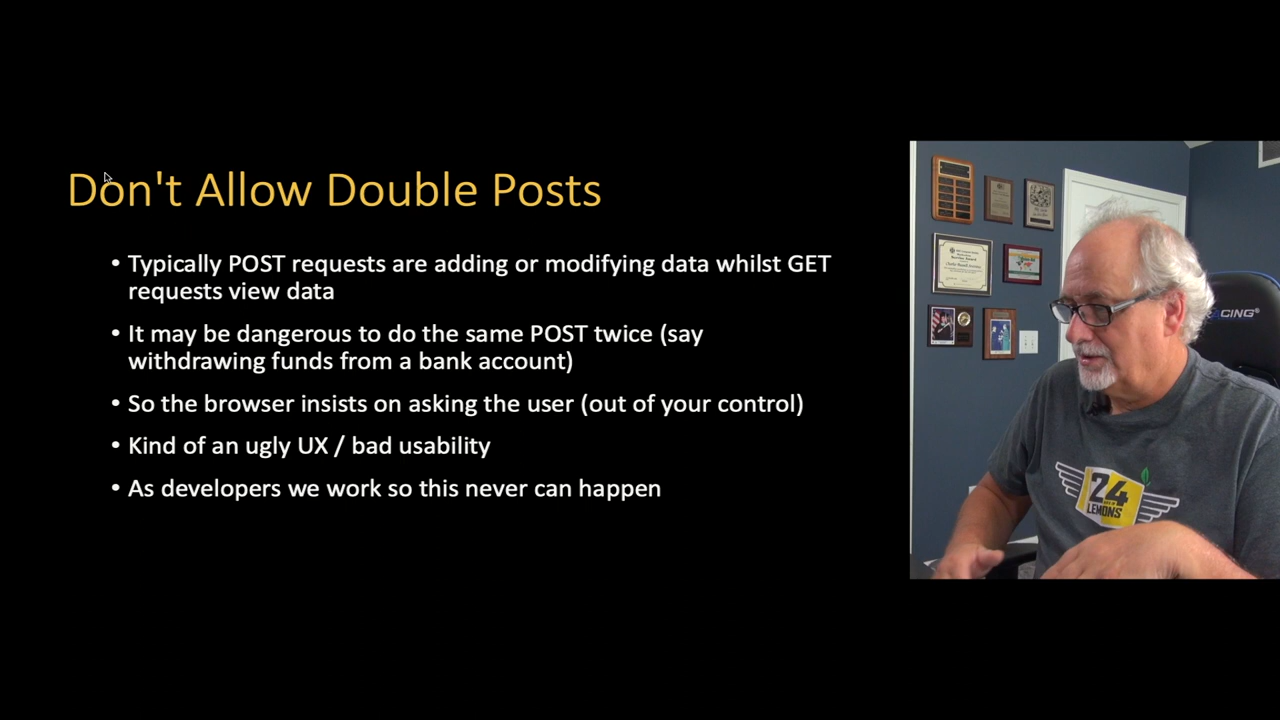 Don't Allow Double Posts
• Typically POST requests are adding or modifying data whilst GET
requests view data
• It may be dangerous to do the same POST twice (say
withdrawing funds from a bank account)
• So the browser insists on asking the user (out of your control)
• Kind of an ugly UX / bad usability
• As developers we work so this never can happen
CING®
24
LEMONS